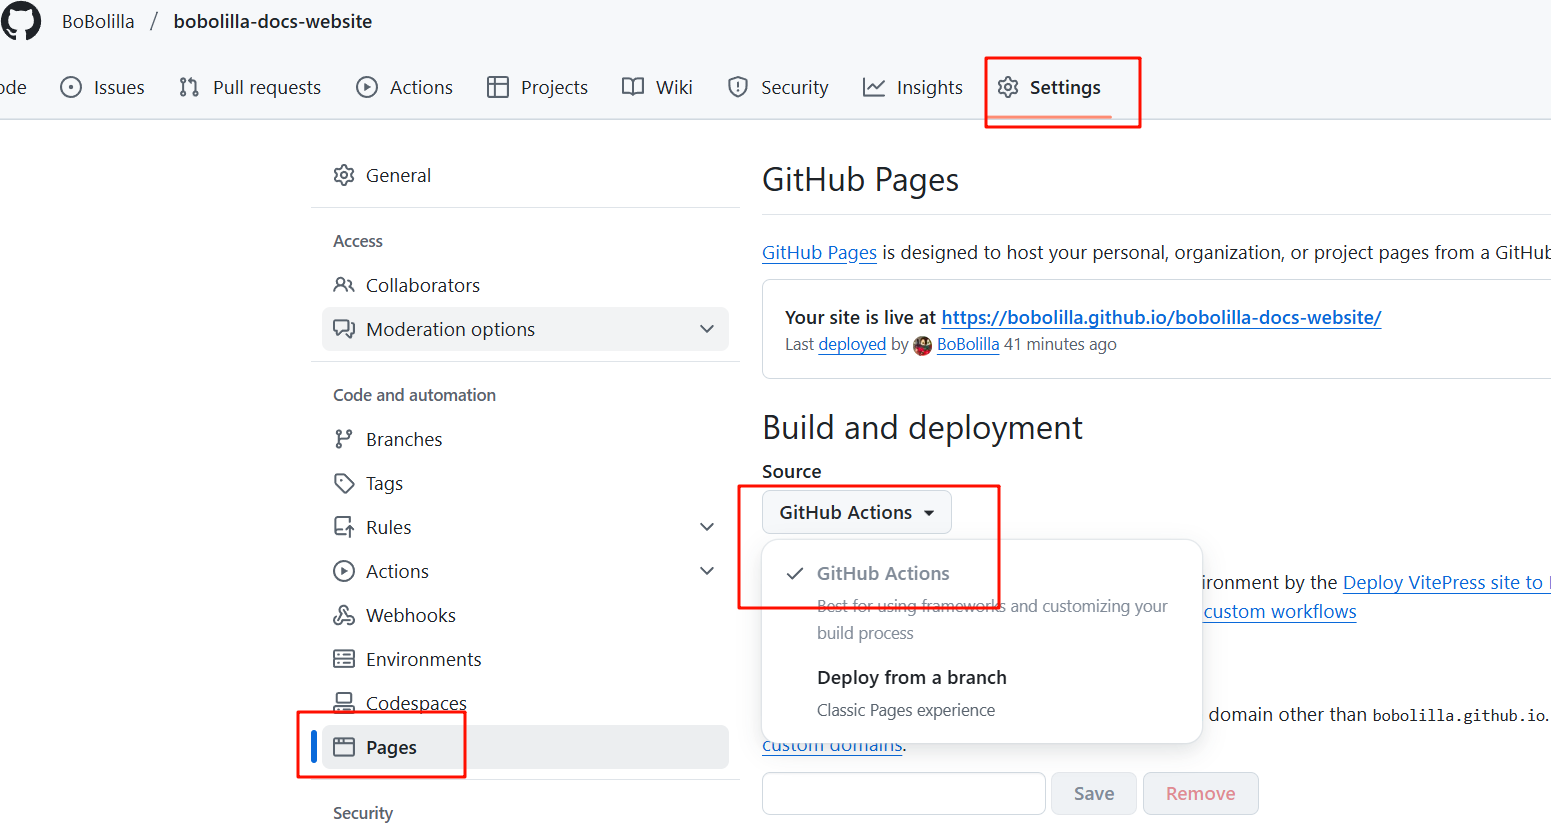 BoBolilla / bobolilla-docs-website
ode Issues Pull requests Actions Projects Wiki Security Insights Settings
General
Access
Collaborators
Moderation options
Code and automation
Branches
Tags
Rules
Actions
Webhooks
Environments
Codespaces
Pages
Security
GitHub Pages
GitHub Pages is designed to host your personal, organization, or project pages from a GitHub
Your site is live at https://bobolilla.github.io/bobolilla-docs-website/
Last deployed by BoBolilla 41 minutes ago
Build and deployment
Source
GitHub Actions
GitHub Actions
Best for using frameworks and customizing your
build process
Deploy from a branch
Classic Pages experience
ironment by the Deploy VitePress site to
custom workflows
domain other than bobolilla.github.io.
custom domains.
Save Remove